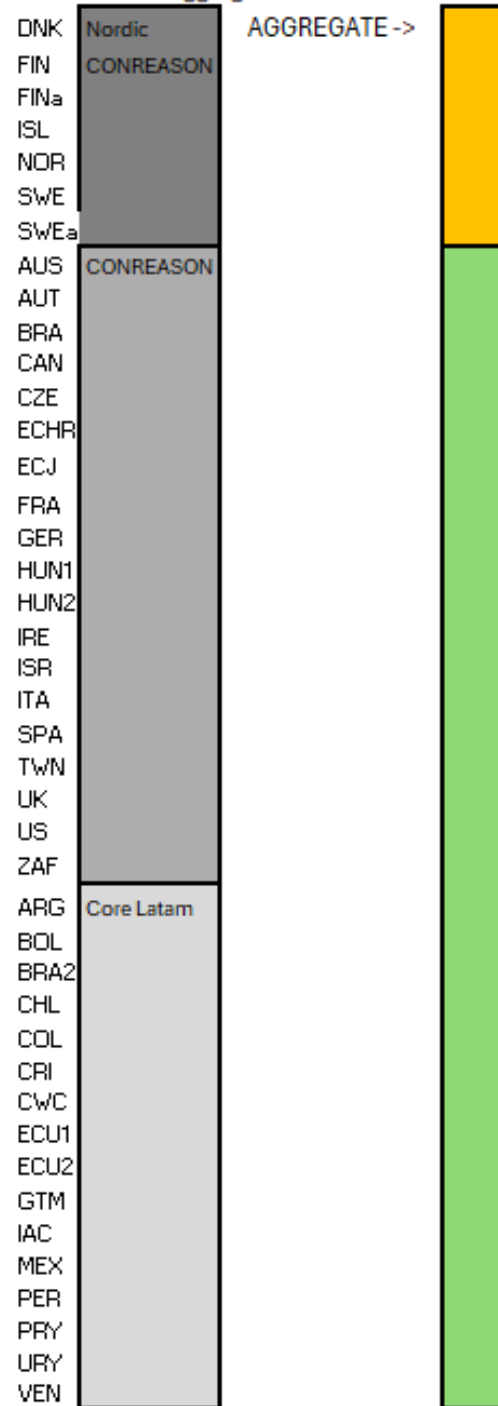 DNK Nordic AGGREGATE ->
FIN CONREASON
FINa
ISL
NOR
SWE
SWEa
AUS CONREASON
AUT
BRA
CAN
CZE
ECHR
ECJ
FRA
GER
HUN1
HUN2
IRE
ISR
ITA
SPA
TWN
UK
US
ZAF
ARG Core Latam
BOL
BRA2
CHL
COL
CRI
CWC
ECU1
ECU2
GTM
IAC
MEX
PER
PRY
URY
VEN